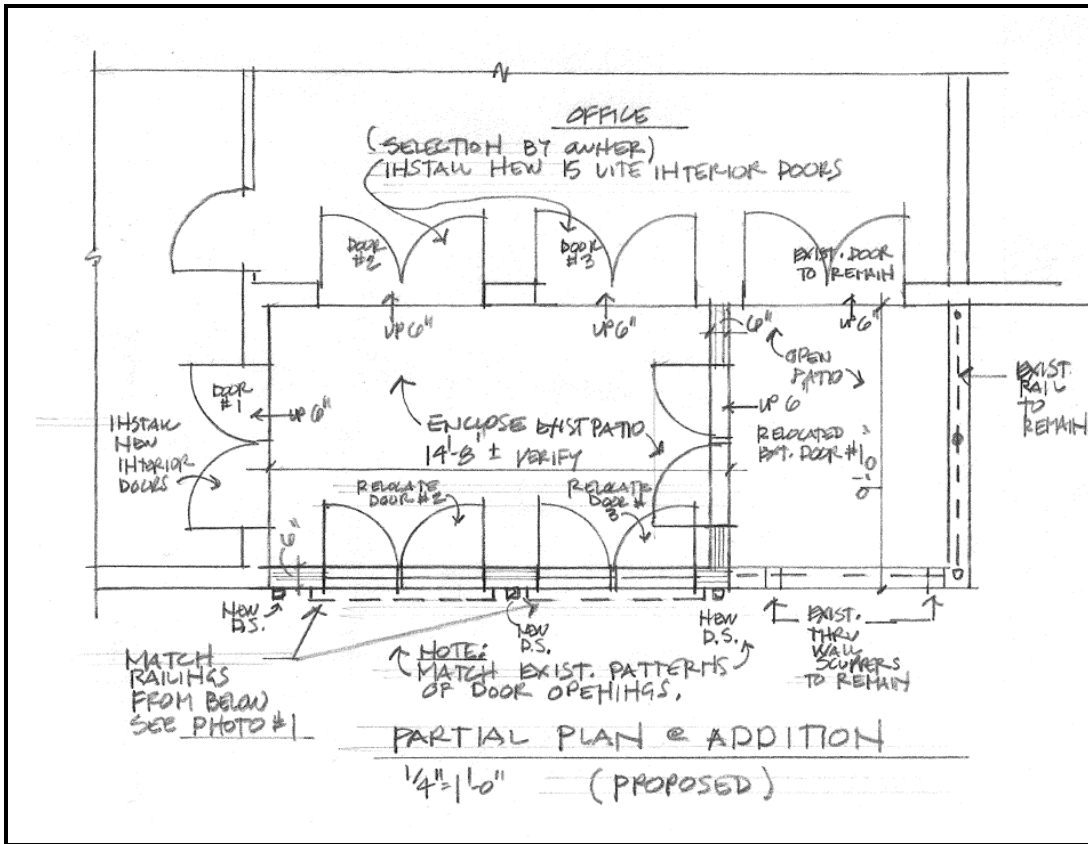 OFFICE
(SELECTION BY OWNER)
INSTALL NEW 15 LITE INTERIOR DOORS
DOOR
#2
DOOR
#3
EXIST. DOOR
TO REMAIN
UP 6"
UP 6"
UP 6"
6"
OPEN
PATIO
EXIST.
RAIL
TO
REMAIN
DOOR
#1
UP 6"
UP 6
INSTALL
NEW
INTERIOR
DOORS
ENCLOSE EXIST PATIO
14'-8" ± VERIFY
RELOCATED
EXT. DOOR #1
RELOCATE
DOOR #2
RELOCATE
DOOR #
3
6"
NEW
D.S.
NEW
D.S.
NEW
D.S.
EXIST.
THRU
WALL
SCUPPERS
TO REMAIN
MATCH
RAILINGS
FROM BELOW
SEE PHOTO #1
NOTE:
MATCH EXIST. PATTERNS
OF DOOR OPENINGS.
PARTIAL PLAN @ ADDITION
1/4"=1'-0" (PROPOSED)